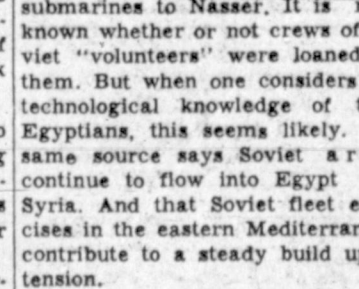 submarines to Nasser. It is
known whether or not crews of
viet "volunteers" were loaned
them. But when one considers
technological knowledge of
Egyptians, this seems likely.
same source says Soviet ar
continue to flow into Egypt
Syria. And that Soviet fleet e
cises in the eastern Mediterran
contribute to a steady build u
tension.